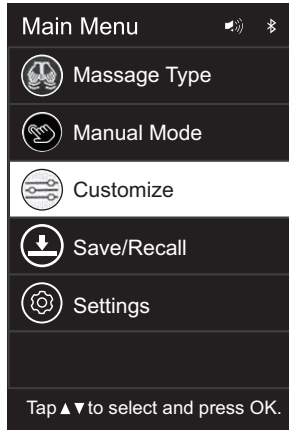 Main Menu
Massage Type
Manual Mode
Customize
Save/Recall
Settings
Tap▲▼to select and press OK.